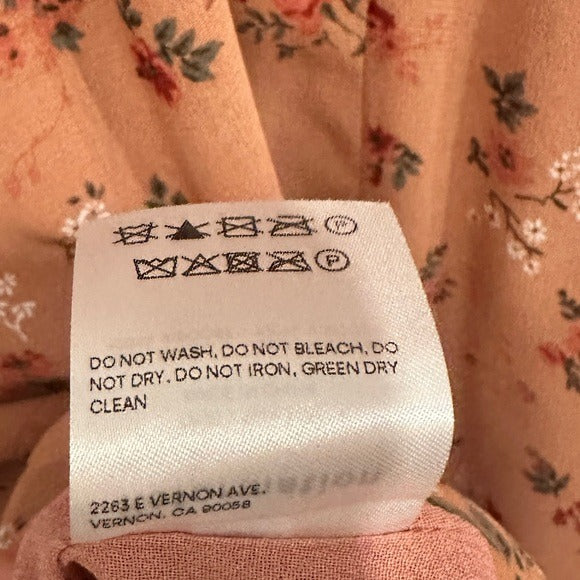 P
P
DO NOT WASH, DO NOT BLEACH, DO
NOT DRY, DO NOT IRON, GREEN DRY
CLEAN
2263 E VERNON AVE.
VERNON, CA 90058